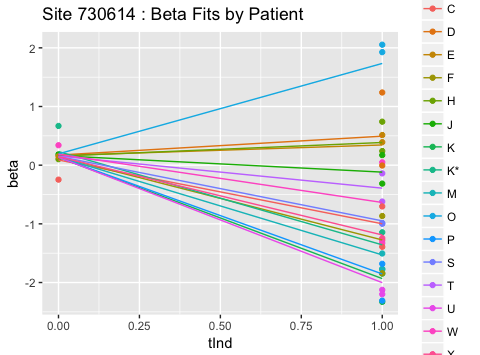 Site 730614 : Beta Fits by Patient
beta
2
1
0
-1
-2
0.00 0.25 0.50 0.75 1.00
tInd
C
D
E
F
H
J
K
K*
M
O
P
S
T
U
W